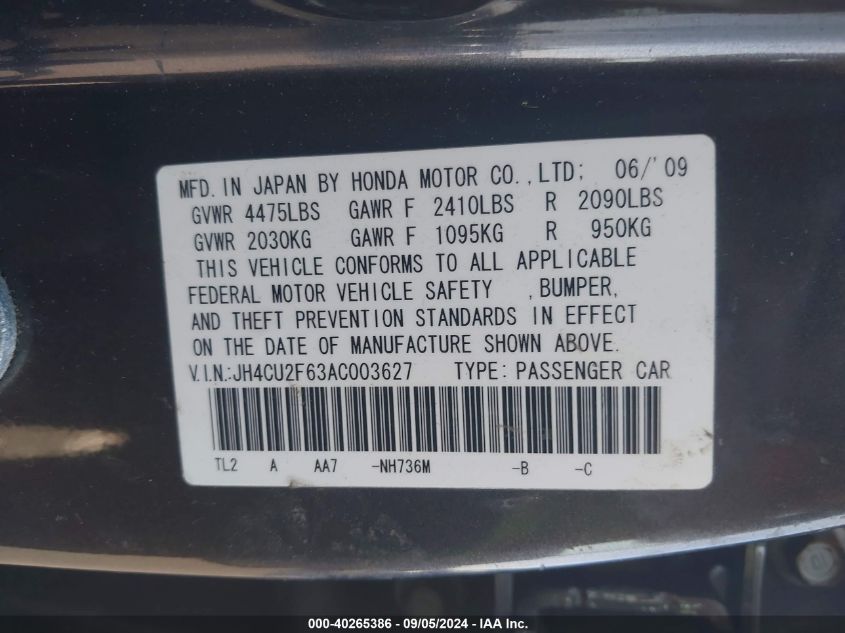 MFD. IN JAPAN BY HONDA MOTOR CO.,LTD; 06/'09
GVWR 4475LBS GAWR F 2410LBS R 2090LBS
GVWR 2030KG GAWR F 1095KG R 950KG
THIS VEHICLE CONFORMS TO ALL APPLICABLE
FEDERAL MOTOR VEHICLE SAFETY ,BUMPER,
AND THEFT PREVENTION STANDARDS IN EFFECT
ON THE DATE OF MANUFACTURE SHOWN ABOVE.
V.I.N.:JH4CU2F63AC003627 TYPE: PASSENGER CAR
TL2 A AA7 -NH736M -B -C
000-40265386 - 09/05/2024 - IAA Inc.